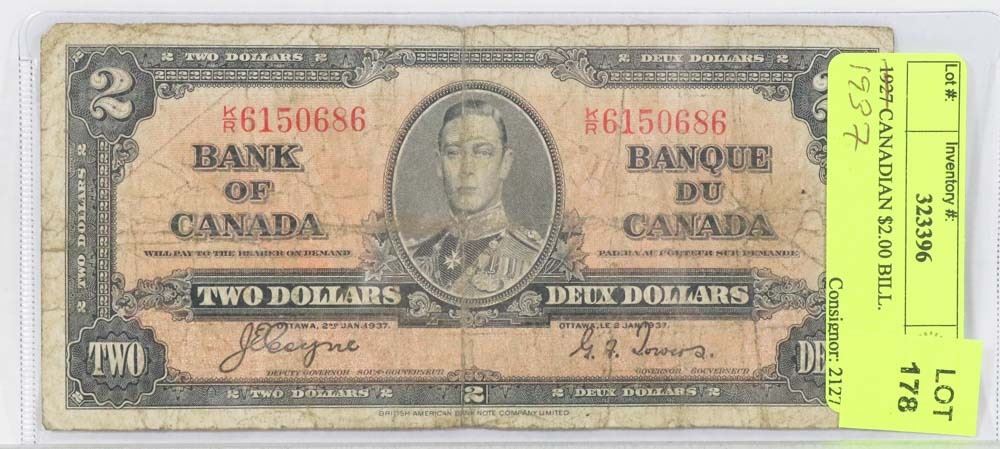 2 TWO DOLLARS 2
2 DEUX DOLLARS 2
2
K/R 6150686
K/R 6150686
BANK
OF
CANADA
BANQUE
DU
CANADA
WILL PAY TO THE BEARER ON DEMAND
PAIERA AU PORTEUR SUR DEMANDE
TWO DOLLARS
DEUX DOLLARS
OTTAWA, 2ND JAN. 1937.
OTTAWA, LE 2 JAN. 1937.
J E Coyne
G. F. Towers.
DEPUTY GOVERNOR SOUS-GOUVERNEUR
GOVERNOR GOUVERNEUR
TWO
DE
2 TWO DOLLARS 2
2
2 DEUX DOLLARS 2
BRITISH AMERICAN BANK NOTE COMPANY LIMITED
2 TWO DOLLARS 2
Lot #:
Inventory #:
323396
1927 CANADIAN $2.00 BILL.
1937
Consignor: 2127
LOT
178